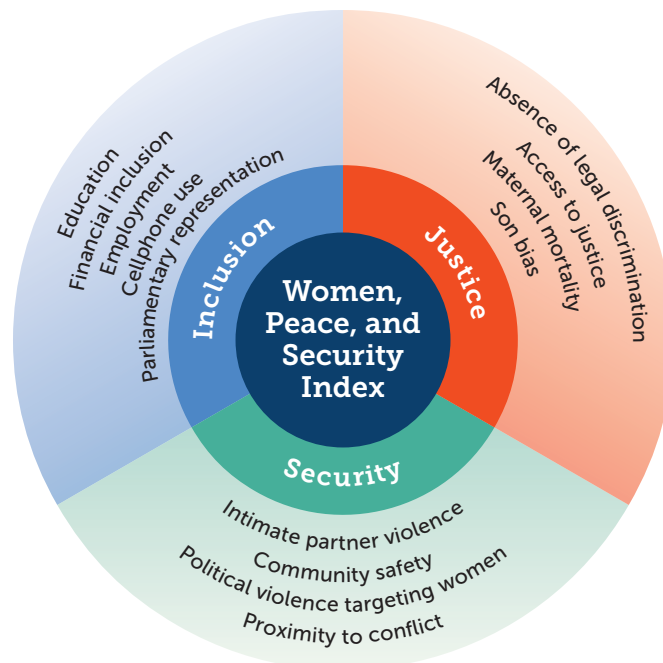 Women,
Peace, and
Security
Index
Inclusion
Education
Financial inclusion
Employment
Cellphone use
Parliamentary representation
Justice
Absence of legal discrimination
Access to justice
Maternal mortality
Son bias
Security
Intimate partner violence
Community safety
Political violence targeting women
Proximity to conflict